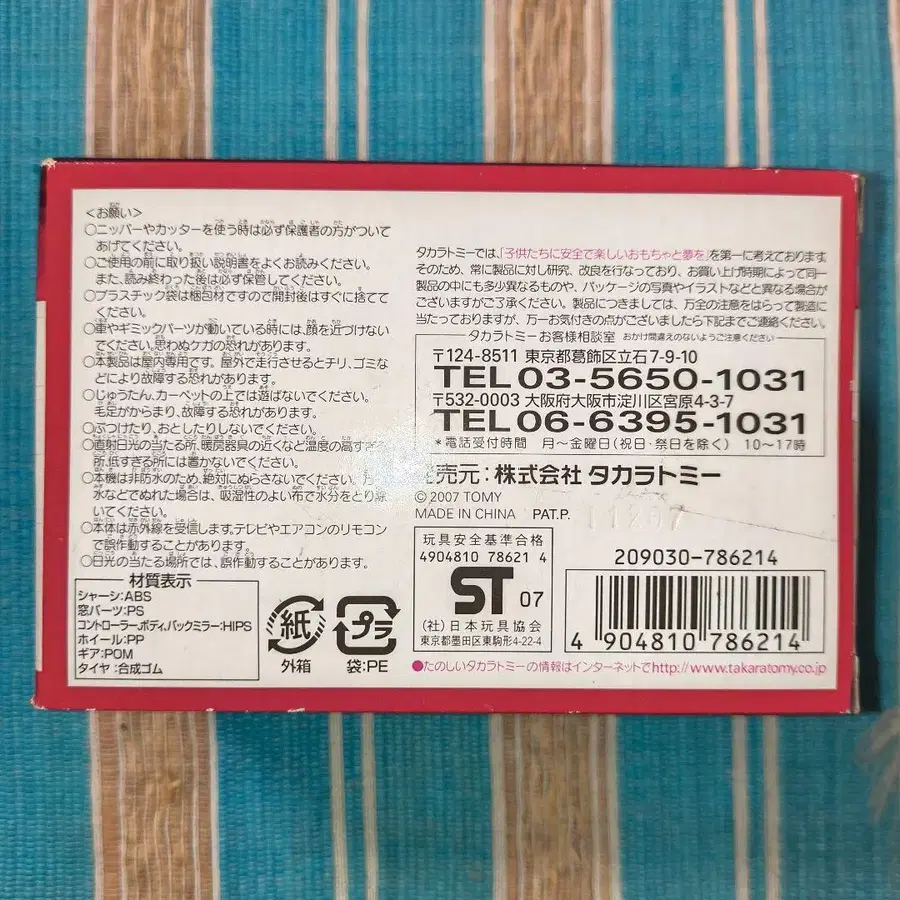 <お願い>
○ニッパーやカッターを使う時は必ず保護者の方がついて
あげてください。
○ご使用の前に取り扱い説明書をよくお読みください。
また、読み終わった後は必ず保管してください。
○プラスチック袋は梱包材ですので開封後はすぐに捨てて
ください。
○車やギミックパーツが動いている時には、顔を近づけない
でください。思わぬケガの恐れがあります。
○本製品は屋内専用です。屋外で走行させるとチリ、ゴミな
どにより故障する恐れがあります。
○じゅうたん、カーペットの上では遊ばないでください。
毛足がからまり、故障する恐れがあります。
○ぶつけたり、おとしたりしないでください。
○直射日光の当たる所、暖房器具の近くなど温度の高すぎる
所、低すぎる所には置かないでください。
○本機は非防水のため、絶対にぬらさないでください。
水などでぬれた場合は、吸湿性のよい布で水分をとり除
いてください。
○本体は赤外線を受信します。テレビやエアコンのリモコン
で誤作動することがあります。
○日光の当たる場所では、誤作動することがあります。
材質表示
シャーシ:ABS
窓パーツ:PS
コントローラー、ボディ、バックミラー:HIPS
ホイール:PP
ギア:POM
タイヤ:合成ゴム
紙
外箱
プラ
袋:PE
タカラトミーでは、「子供たちに安全で楽しいおもちゃと夢を」を第一に考えております。
そのため、常に製品に対し研究、改良を行なっており、お買い上げ時期によって同一
製品の中にも多少異なるものや、パッケージの写真やイラストなどと異なる場合が
ございますがご了承ください。製品につきましては、万全の注意をはらって製造に
当たっておりますが、万一お気付きの点がございましたら下記までご連絡ください。
タカラトミーお客様相談室 おかけ間違えのないようご注意ください
〒124-8511 東京都葛飾区立石7-9-10
TEL 03-5650-1031
〒532-0003 大阪府大阪市淀川区宮原4-3-7
TEL 06-6395-1031
*電話受付時間 月~金曜日(祝日・祭日を除く) 10~17時
発売元:株式会社 タカラトミー
© 2007 TOMY
MADE IN CHINA PAT.P.
11207
玩具安全基準合格
4904810 78621 4
ST 07
(社)日本玩具協会
東京都墨田区東駒形4-22-4
209030-786214
4 904810 786214
●たのしいタカラトミーの情報はインターネットでhttp://www.takaratomy.co.jp